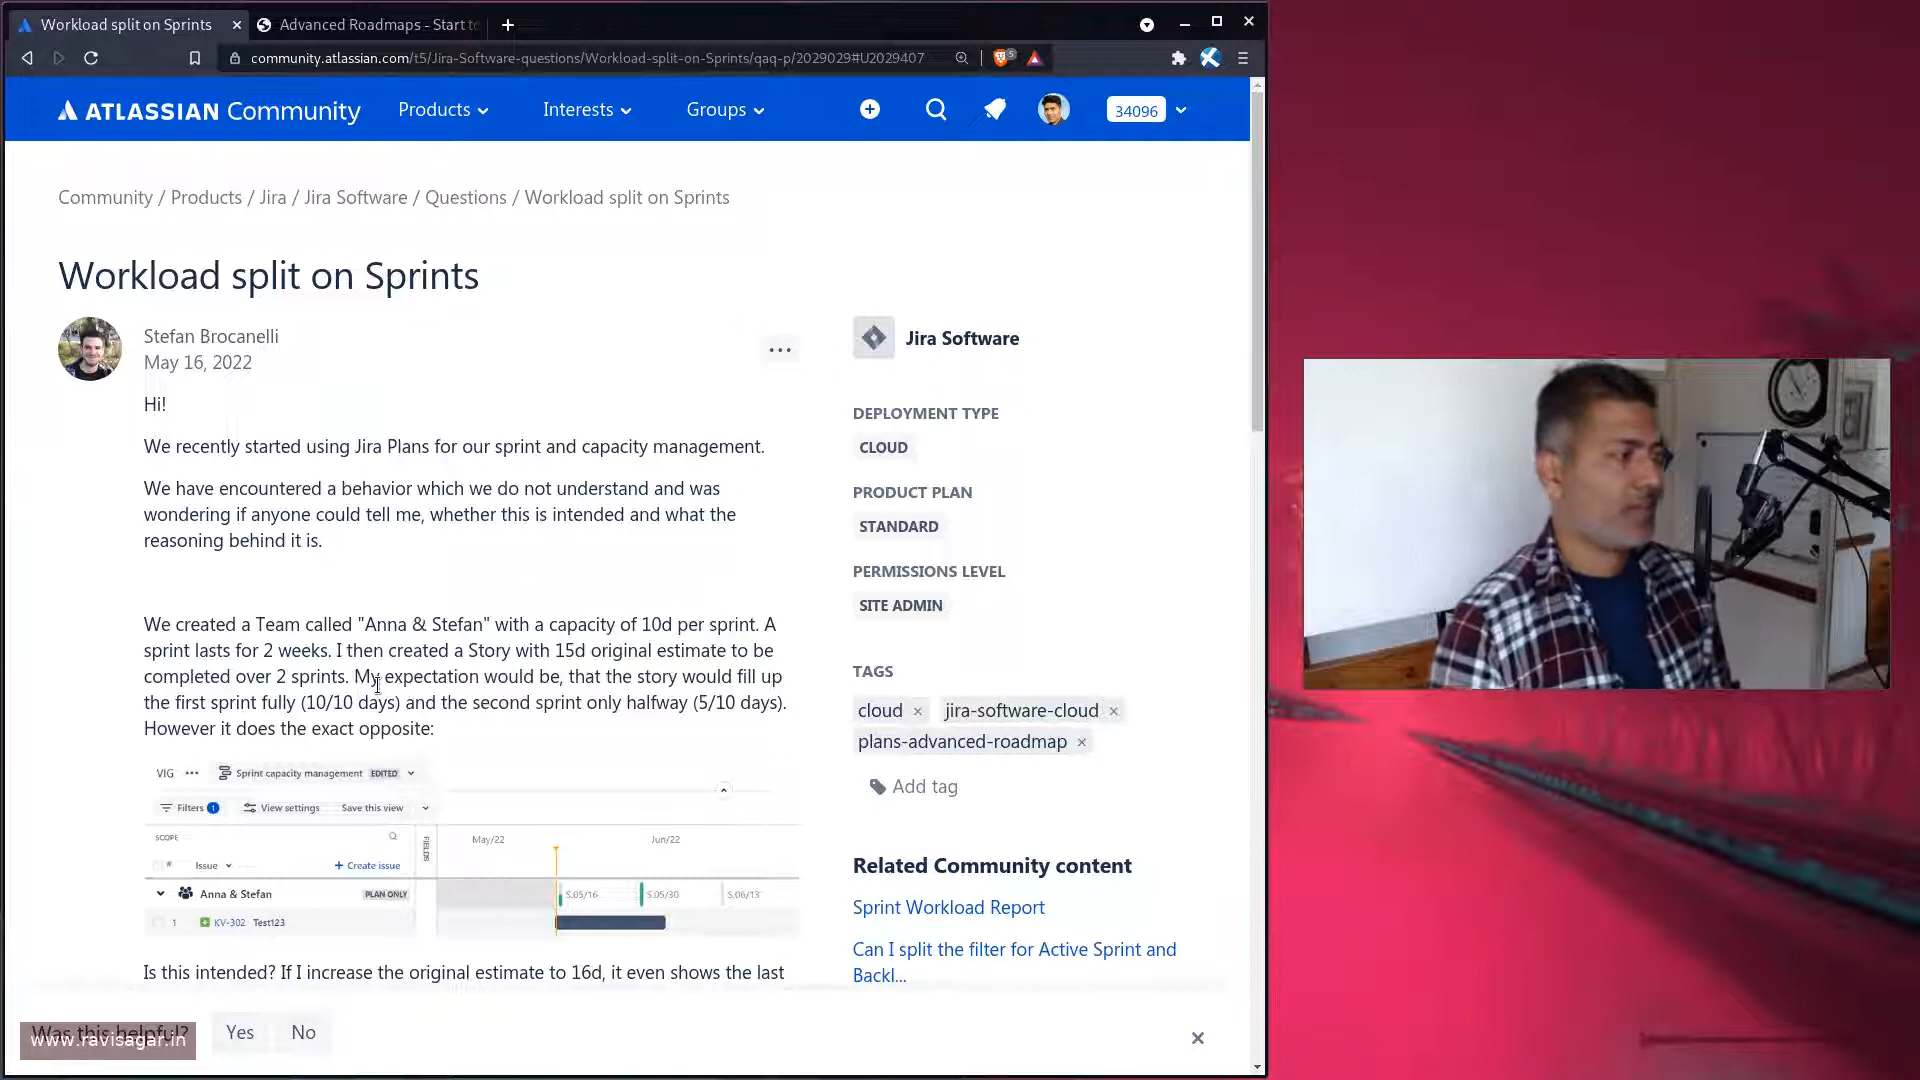 Workload split on Sprints
Advanced Roadmaps - Start to
community.atlassian.com/t5/Jira-Software-questions/Workload-split-on-Sprints/qaq-p/2029029#U2029407
5
ATLASSIAN Community
Products
Interests
Groups
34096
Community / Products / Jira / Jira Software / Questions / Workload split on Sprints
Workload split on Sprints
Stefan Brocanelli
May 16, 2022
Hi!
We recently started using Jira Plans for our sprint and capacity management.
We have encountered a behavior which we do not understand and was
wondering if anyone could tell me, whether this is intended and what the
reasoning behind it is.
We created a Team called "Anna & Stefan" with a capacity of 10d per sprint. A
sprint lasts for 2 weeks. I then created a Story with 15d original estimate to be
completed over 2 sprints. My expectation would be, that the story would fill up
the first sprint fully (10/10 days) and the second sprint only halfway (5/10 days).
However it does the exact opposite:
VIG ••• Sprint capacity management EDITED
Filters 1 View settings Save this view
SCOPE
FIELDS
May/22
Jun/22
# Issue + Create issue
Anna & Stefan PLAN ONLY
S.05/16 S.05/30 S.06/13
1 KV-302 Test123
Is this intended? If I increase the original estimate to 16d, it even shows the last
Jira Software
DEPLOYMENT TYPE
CLOUD
PRODUCT PLAN
STANDARD
PERMISSIONS LEVEL
SITE ADMIN
TAGS
cloud × jira-software-cloud ×
plans-advanced-roadmap ×
Add tag
Related Community content
Sprint Workload Report
Can I split the filter for Active Sprint and
Backl...
Was this helpful? Yes No
www.ravisagar.in